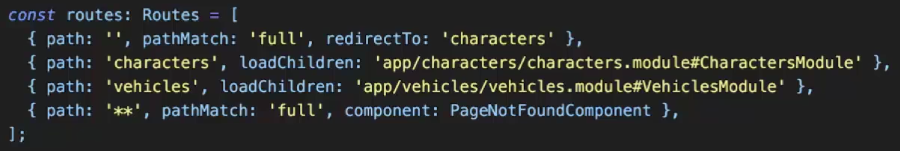 const routes: Routes = [
  { path: '', pathMatch: 'full', redirectTo: 'characters' },
  { path: 'characters', loadChildren: 'app/characters/characters.module#CharactersModule' },
  { path: 'vehicles', loadChildren: 'app/vehicles/vehicles.module#VehiclesModule' },
  { path: '**', pathMatch: 'full', component: PageNotFoundComponent },
];